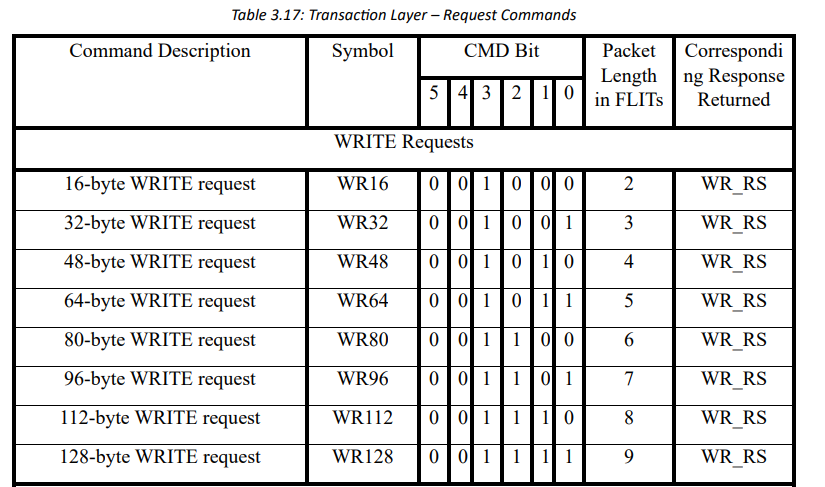 Table 3.17: Transaction Layer – Request Commands
Command Description Symbol CMD Bit Packet Length in FLITs Correspondi ng Response Returned
5 4 3 2 1 0
WRITE Requests
16-byte WRITE request WR16 0 0 1 0 0 0 2 WR_RS
32-byte WRITE request WR32 0 0 1 0 0 1 3 WR_RS
48-byte WRITE request WR48 0 0 1 0 1 0 4 WR_RS
64-byte WRITE request WR64 0 0 1 0 1 1 5 WR_RS
80-byte WRITE request WR80 0 0 1 1 0 0 6 WR_RS
96-byte WRITE request WR96 0 0 1 1 0 1 7 WR_RS
112-byte WRITE request WR112 0 0 1 1 1 0 8 WR_RS
128-byte WRITE request WR128 0 0 1 1 1 1 9 WR_RS